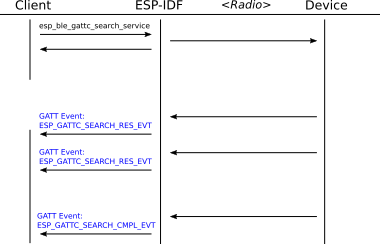 Client ESP-IDF <Radio> Device
esp_ble_gattc_search_service
GATT Event:
ESP_GATTC_SEARCH_RES_EVT
GATT Event:
ESP_GATTC_SEARCH_RES_EVT
GATT Event:
ESP_GATTC_SEARCH_CMPL_EVT